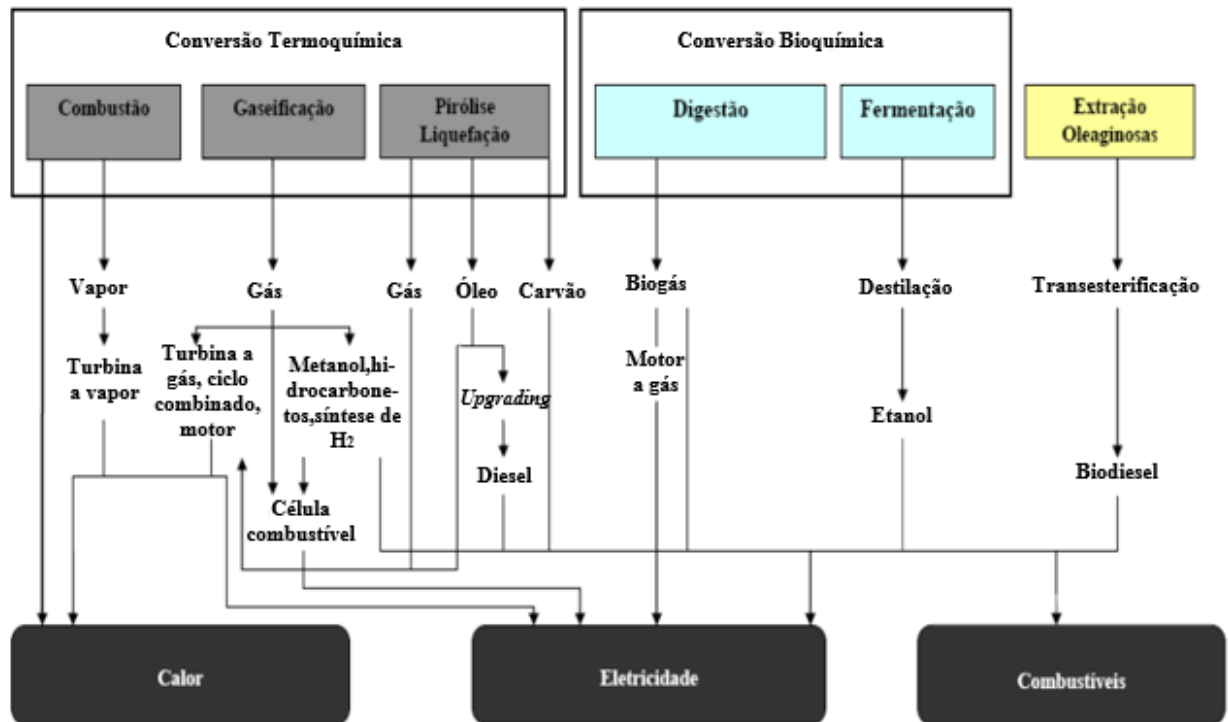 Conversão Termoquímica
Conversão Bioquímica
Combustão
Gaseificação
Pirólise
Liquefação
Digestão
Fermentação
Extração
Oleaginosas
Vapor
Gás
Gás
Óleo
Carvão
Biogás
Destilação
Transesterificação
Turbina
a vapor
Turbina a
gás, ciclo
combinado,
motor
Metanol,hi-
drocarbone-
tos,síntese de
H2
Upgrading
Motor
a gás
Etanol
Diesel
Biodiesel
Célula
combustível
Calor
Eletricidade
Combustíveis